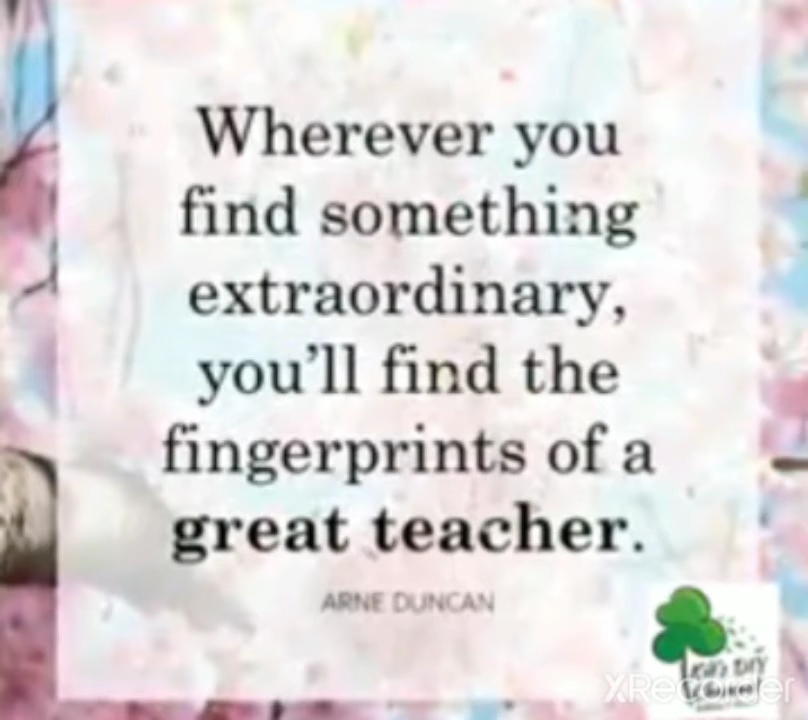 Wherever you
find something
extraordinary,
you'll find the
fingerprints of a
great teacher.
ARNE DUNCAN
XRecorder